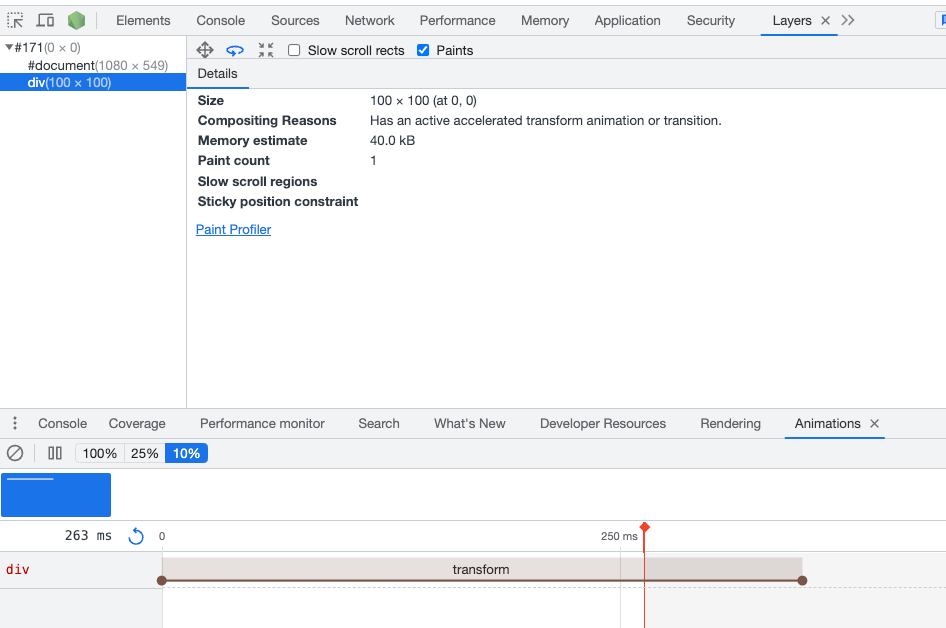 Elements Console Sources Network Performance Memory Application Security Layers
#171(0 × 0)
#document(1080 × 549)
div(100 × 100)
Slow scroll rects Paints
Details
Size 100 × 100 (at 0, 0)
Compositing Reasons Has an active accelerated transform animation or transition.
Memory estimate 40.0 kB
Paint count 1
Slow scroll regions
Sticky position constraint
Paint Profiler
Console Coverage Performance monitor Search What's New Developer Resources Rendering Animations
100% 25% 10%
263 ms 0 250 ms
div transform